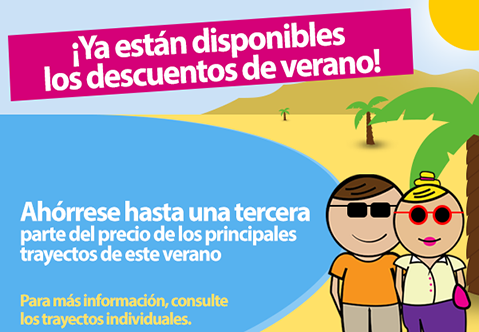 ¡Ya están disponibles
los descuentos de verano!
Ahórrese hasta una tercera
parte del precio de los principales
trayectos de este verano
Para más información, consulte
los trayectos individuales.